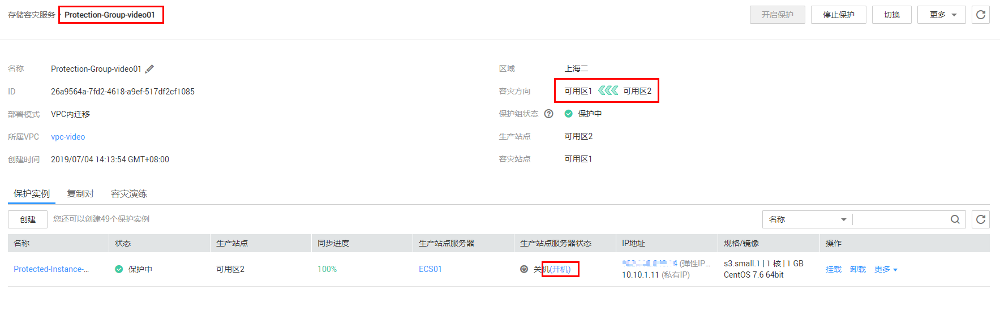 存储容灾服务 · Protection-Group-video01 开启保护 停止保护 切换 更多
名称 Protection-Group-video01 区域 上海二
ID 26a9564a-7fd2-4618-a9ef-517df2cf1085 容灾方向 可用区1 可用区2
部署模式 VPC内迁移 保护组状态 保护中
所属VPC vpc-video 生产站点 可用区2
创建时间 2019/07/04 14:13:54 GMT+08:00 容灾站点 可用区1
保护实例 复制对 容灾演练
创建 您还可以创建49个保护实例 名称
名称 状态 生产站点 同步进度 生产站点服务器 生产站点服务器状态 IP地址 规格/镜像 操作
Protected-Instance-... 保护中 可用区2 100% ECS01 关机(开机) (弹性IP... s3.small.1 | 1 核 | 1 GB 挂载 卸载 更多
10.10.1.11 (私有IP) CentOS 7.6 64bit